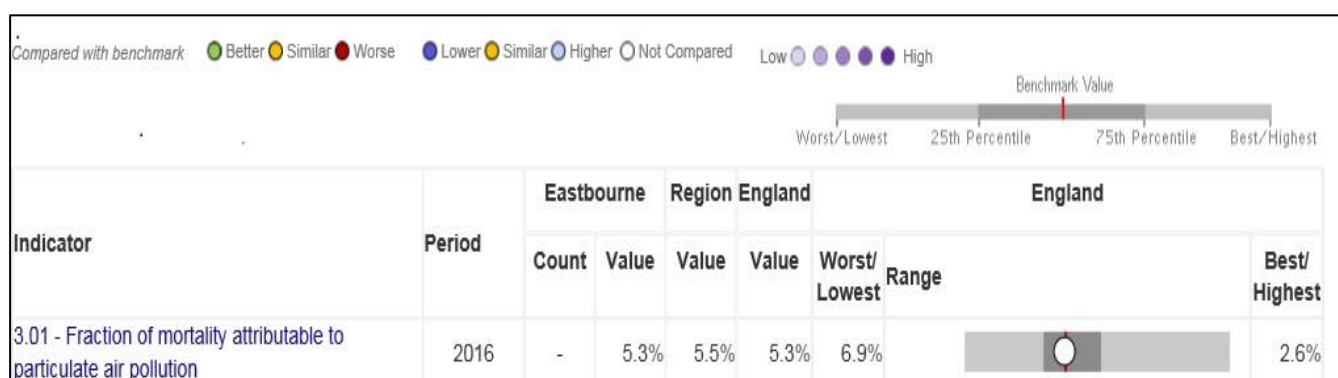 Compared with benchmark Better Similar Worse Lower Similar Higher Not Compared Low High
Benchmark Value
Worst/Lowest 25th Percentile 75th Percentile Best/Highest
Eastbourne Region England England
Indicator Period Count Value Value Value Worst/ Lowest Range Best/ Highest
3.01 - Fraction of mortality attributable to
particulate air pollution 2016 - 5.3% 5.5% 5.3% 6.9% 2.6%